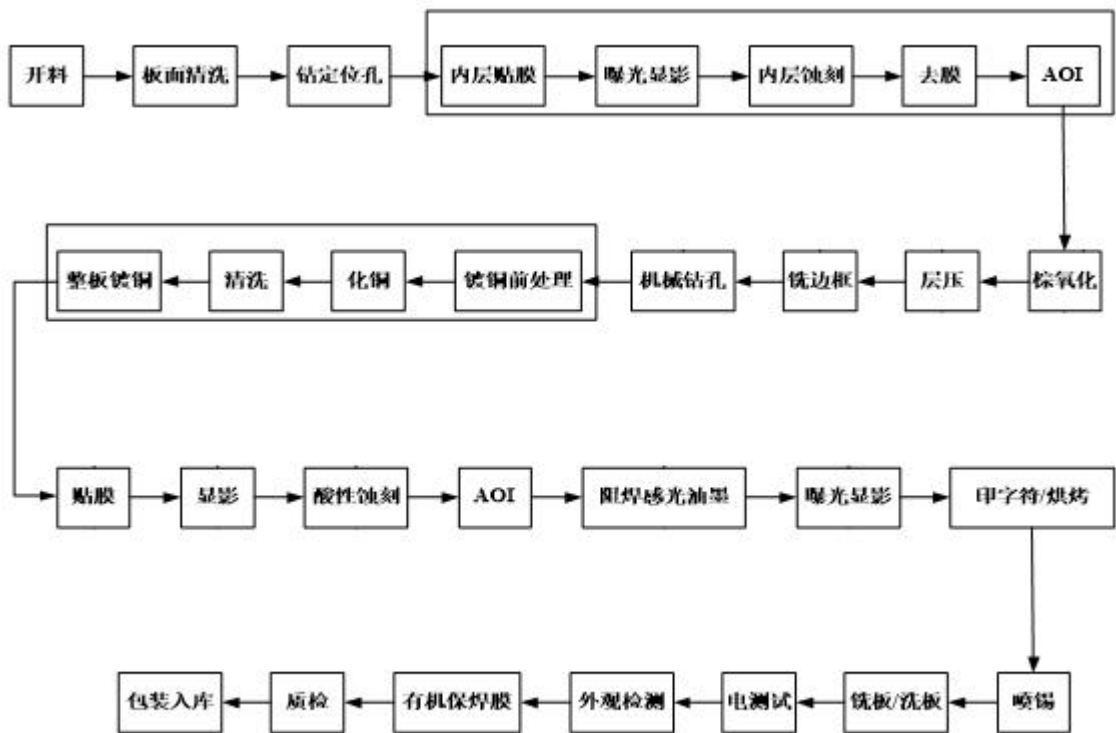 开料 板面清洗 钻定位孔 内层贴膜 曝光显影 内层蚀刻 去膜 AOI
整板镀铜 清洗 化铜 镀铜前处理 机械钻孔 铣边框 层压 棕氧化
贴膜 显影 酸性蚀刻 AOI 阻焊感光油墨 曝光显影 印字符/烘烤
包装入库 质检 有机保焊膜 外观检测 电测试 铣板/洗板 喷锡